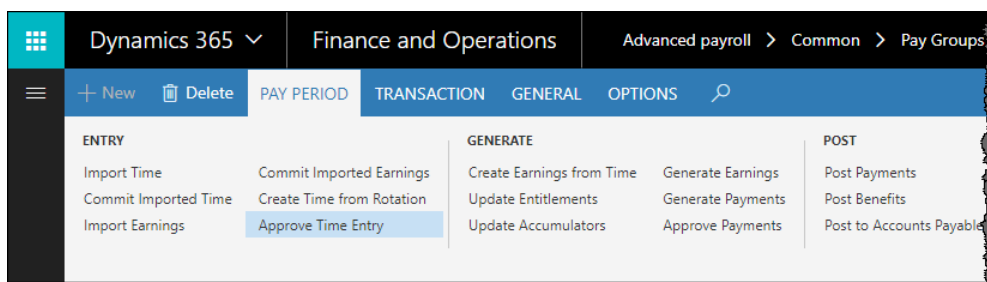 Dynamics 365 Finance and Operations Advanced payroll > Common > Pay Groups
+ New Delete PAY PERIOD TRANSACTION GENERAL OPTIONS
ENTRY GENERATE POST
Import Time Commit Imported Earnings Create Earnings from Time Generate Earnings Post Payments
Commit Imported Time Create Time from Rotation Update Entitlements Generate Payments Post Benefits
Import Earnings Approve Time Entry Update Accumulators Approve Payments Post to Accounts Payable